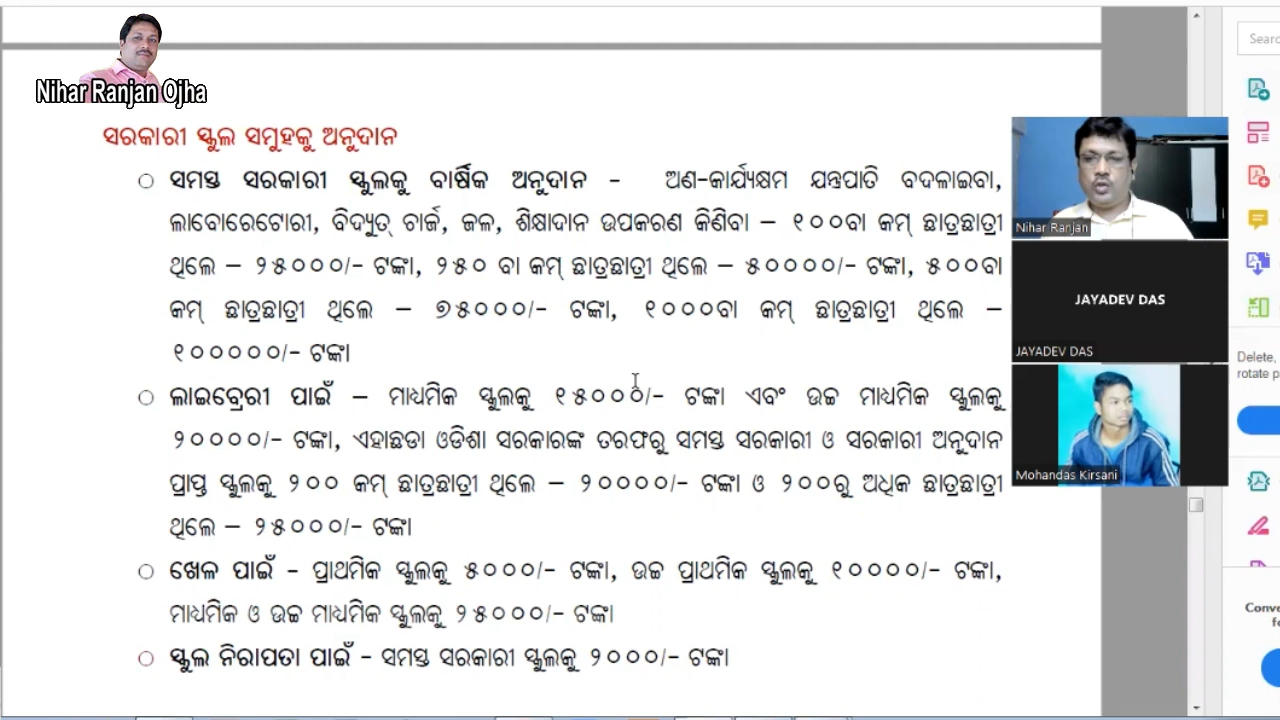 Nihar Ranjan Ojha
ସରକାରୀ ସ୍କୁଲ ସମୁହକୁ ଅନୁଦାନ
ସମସ୍ତ ସରକାରୀ ସ୍କୁଲକୁ ବାର୍ଷିକ ଅନୁଦାନ – ଅଣ-କାର୍ଯ୍ୟକ୍ଷମ ଯନ୍ତ୍ରପାତି ବଦଳାଇବା,
ଲାବୋରେଟୋରୀ, ବିଦ୍ୟୁତ୍ ଚାର୍ଜ, ଜଳ, ଶିକ୍ଷାଦାନ ଉପକରଣ କିଣିବା – ୧୦୦ବା କମ୍ ଛାତ୍ରଛାତ୍ରୀ
ଥିଲେ – ୨୫୦୦୦/- ଟଙ୍କା, ୨୫୦ ବା କମ୍ ଛାତ୍ରଛାତ୍ରୀ ଥିଲେ – ୫୦୦୦୦/- ଟଙ୍କା, ୫୦୦ବା
କମ୍ ଛାତ୍ରଛାତ୍ରୀ ଥିଲେ – ୭୫୦୦୦/- ଟଙ୍କା, ୧୦୦୦ବା କମ୍ ଛାତ୍ରଛାତ୍ରୀ ଥିଲେ –
୧୦୦୦୦୦/- ଟଙ୍କା
ଲାଇବ୍ରେରୀ ପାଇଁ – ମାଧ୍ୟମିକ ସ୍କୁଲକୁ ୧୫୦୦୦/- ଟଙ୍କା ଏବଂ ଉଚ୍ଚ ମାଧ୍ୟମିକ ସ୍କୁଲକୁ
୨୦୦୦୦/- ଟଙ୍କା, ଏହାଛଡା ଓଡିଶା ସରକାରଙ୍କ ତରଫରୁ ସମସ୍ତ ସରକାରୀ ଓ ସରକାରୀ ଅନୁଦାନ
ପ୍ରାପ୍ତ ସ୍କୁଲକୁ ୨୦୦ କମ୍ ଛାତ୍ରଛାତ୍ରୀ ଥିଲେ – ୨୦୦୦୦/- ଟଙ୍କା ଓ ୨୦୦ରୁ ଅଧିକ ଛାତ୍ରଛାତ୍ରୀ
ଥିଲେ – ୨୫୦୦୦/- ଟଙ୍କା
ଖେଳ ପାଇଁ – ପ୍ରାଥମିକ ସ୍କୁଲକୁ ୫୦୦୦/- ଟଙ୍କା, ଉଚ୍ଚ ପ୍ରାଥମିକ ସ୍କୁଲକୁ ୧୦୦୦୦/- ଟଙ୍କା,
ମାଧ୍ୟମିକ ଓ ଉଚ୍ଚ ମାଧ୍ୟମିକ ସ୍କୁଲକୁ ୨୫୦୦୦/- ଟଙ୍କା
ସ୍କୁଲ ନିରାପତା ପାଇଁ – ସମସ୍ତ ସରକାରୀ ସ୍କୁଲକୁ ୨୦୦୦/- ଟଙ୍କା
Nihar Ranjan
JAYADEV DAS
JAYADEV DAS
Mohandas Kirsani
Delete,
rotate